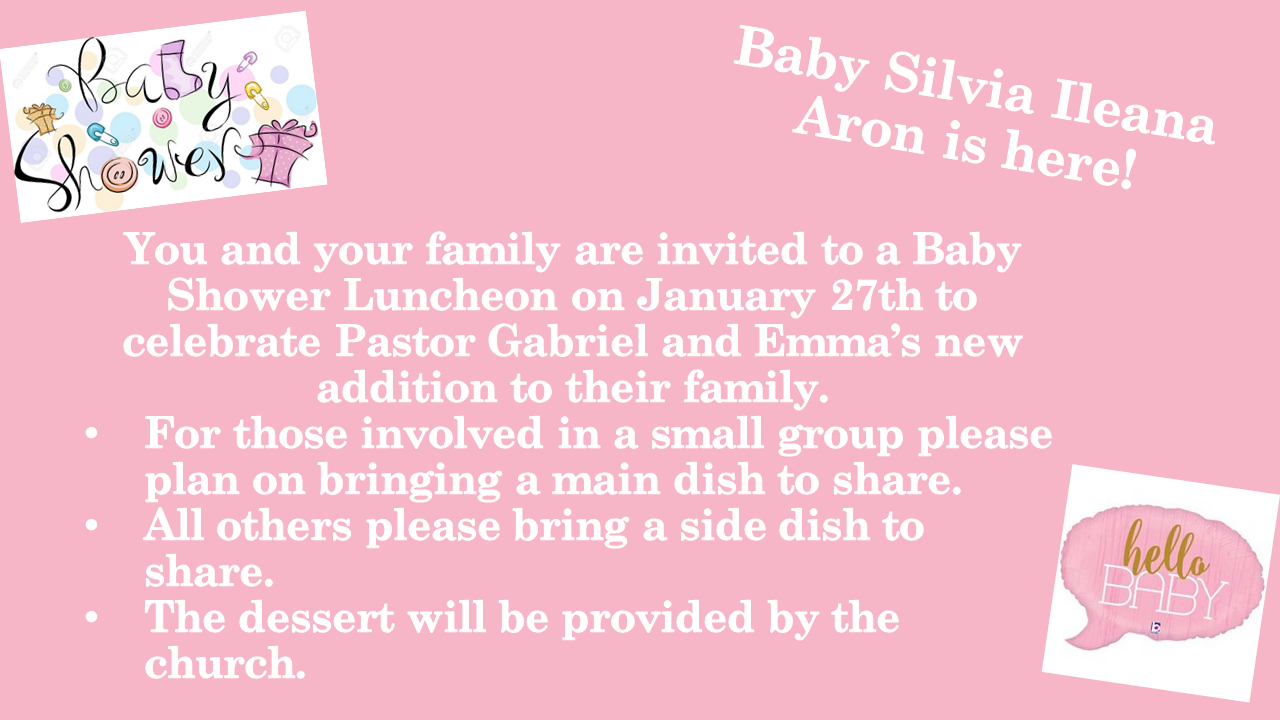 Baby
Shower
Baby Silvia Ileana
Aron is here!
You and your family are invited to a Baby
Shower Luncheon on January 27th to
celebrate Pastor Gabriel and Emma’s new
addition to their family.
• For those involved in a small group please
plan on bringing a main dish to share.
• All others please bring a side dish to
share.
• The dessert will be provided by the
church.
hello
BABY